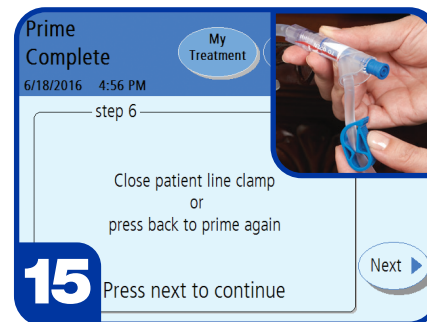 Prime
Complete
6/18/2016 4:56 PM
My
Treatment
step 6
Close patient line clamp
or
press back to prime again
Press next to continue
Next
15